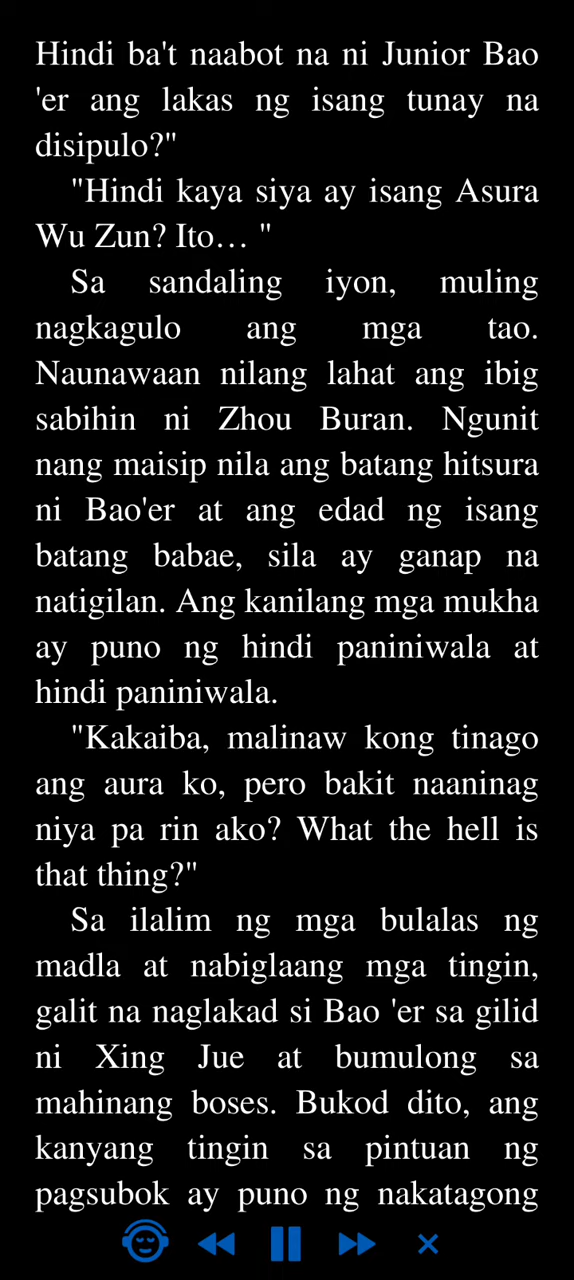 Hindi ba't naabot na ni Junior Bao
'er ang lakas ng isang tunay na
disipulo?"
"Hindi kaya siya ay isang Asura
Wu Zun? Ito… "
Sa sandaling iyon, muling
nagkagulo ang mga tao.
Naunawaan nilang lahat ang ibig
sabihin ni Zhou Buran. Ngunit
nang maisip nila ang batang hitsura
ni Bao'er at ang edad ng isang
batang babae, sila ay ganap na
natigilan. Ang kanilang mga mukha
ay puno ng hindi paniniwala at
hindi paniniwala.
"Kakaiba, malinaw kong tinago
ang aura ko, pero bakit naaninag
niya pa rin ako? What the hell is
that thing?"
Sa ilalim ng mga bulalas ng
madla at nabiglaang mga tingin,
galit na naglakad si Bao 'er sa gilid
ni Xing Jue at bumulong sa
mahinang boses. Bukod dito, ang
kanyang tingin sa pintuan ng
pagsubok ay puno ng nakatagong